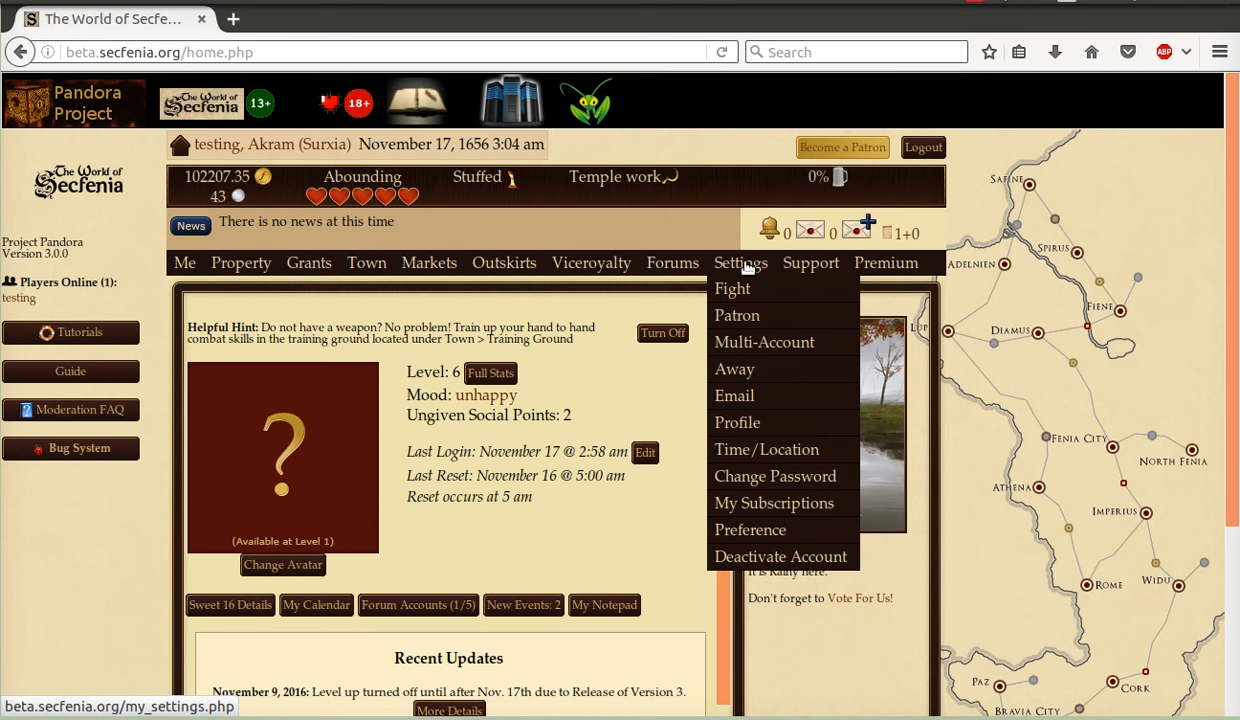 The World of Secfe...
beta.secfenia.org/home.php
Search
ABP
Pandora
Project
The World of
Secfenia
13+
18+
testing, Akram (Surxia) November 17, 1656 3:04 am
Become a Patron
Logout
The World of
Secfenia
102207.35
Abounding
Stuffed
Temple work
0%
43
News
There is no news at this time
0
0
1+0
Project Pandora
Version 3.0.0
Players Online (1):
testing
Tutorials
Guide
Moderation FAQ
Bug System
Me
Property
Grants
Town
Markets
Outskirts
Viceroyalty
Forums
Settings
Support
Premium
Fight
Patron
Multi-Account
Away
Email
Profile
Time/Location
Change Password
My Subscriptions
Preference
Deactivate Account
Helpful Hint: Do not have a weapon? No problem! Train up your hand to hand
combat skills in the training ground located under Town > Training Ground
Turn Off
?
(Available at Level 1)
Change Avatar
Level: 6
Full Stats
Mood: unhappy
Ungiven Social Points: 2
Last Login: November 17 @ 2:58 am
Edit
Last Reset: November 16 @ 5:00 am
Reset occurs at 5 am
It is Rainy here.
Don't forget to Vote For Us!
Sweet 16 Details
My Calendar
Forum Accounts (1/5)
New Events: 2
My Notepad
Recent Updates
November 9, 2016: Level up turned off until after Nov. 17th due to Release of Version 3.
More Details
beta.secfenia.org/my_settings.php
Safine
Spirus
Adelnien
Fiene
Lup
Diamus
Fenia City
North Fenia
Athena
Imperius
Rome
Widu
Paz
Cork
Bravia City